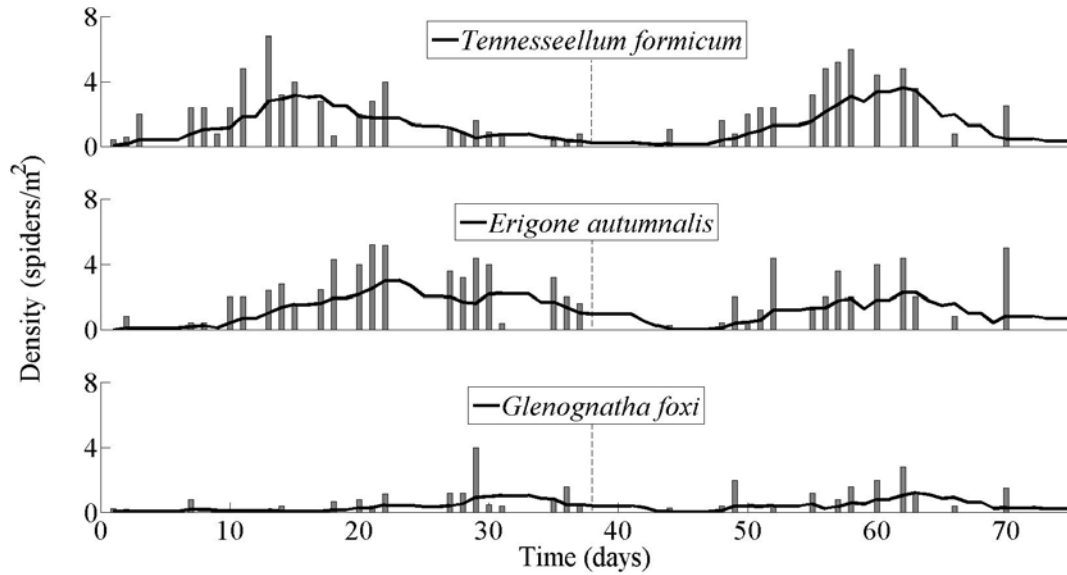 8
4
0
Tennesseellum formicum
8
4
0
Erigone autumnalis
Density (spiders/m²)
8
4
0
Glenognatha foxi
0 10 20 30 40 50 60 70
Time (days)